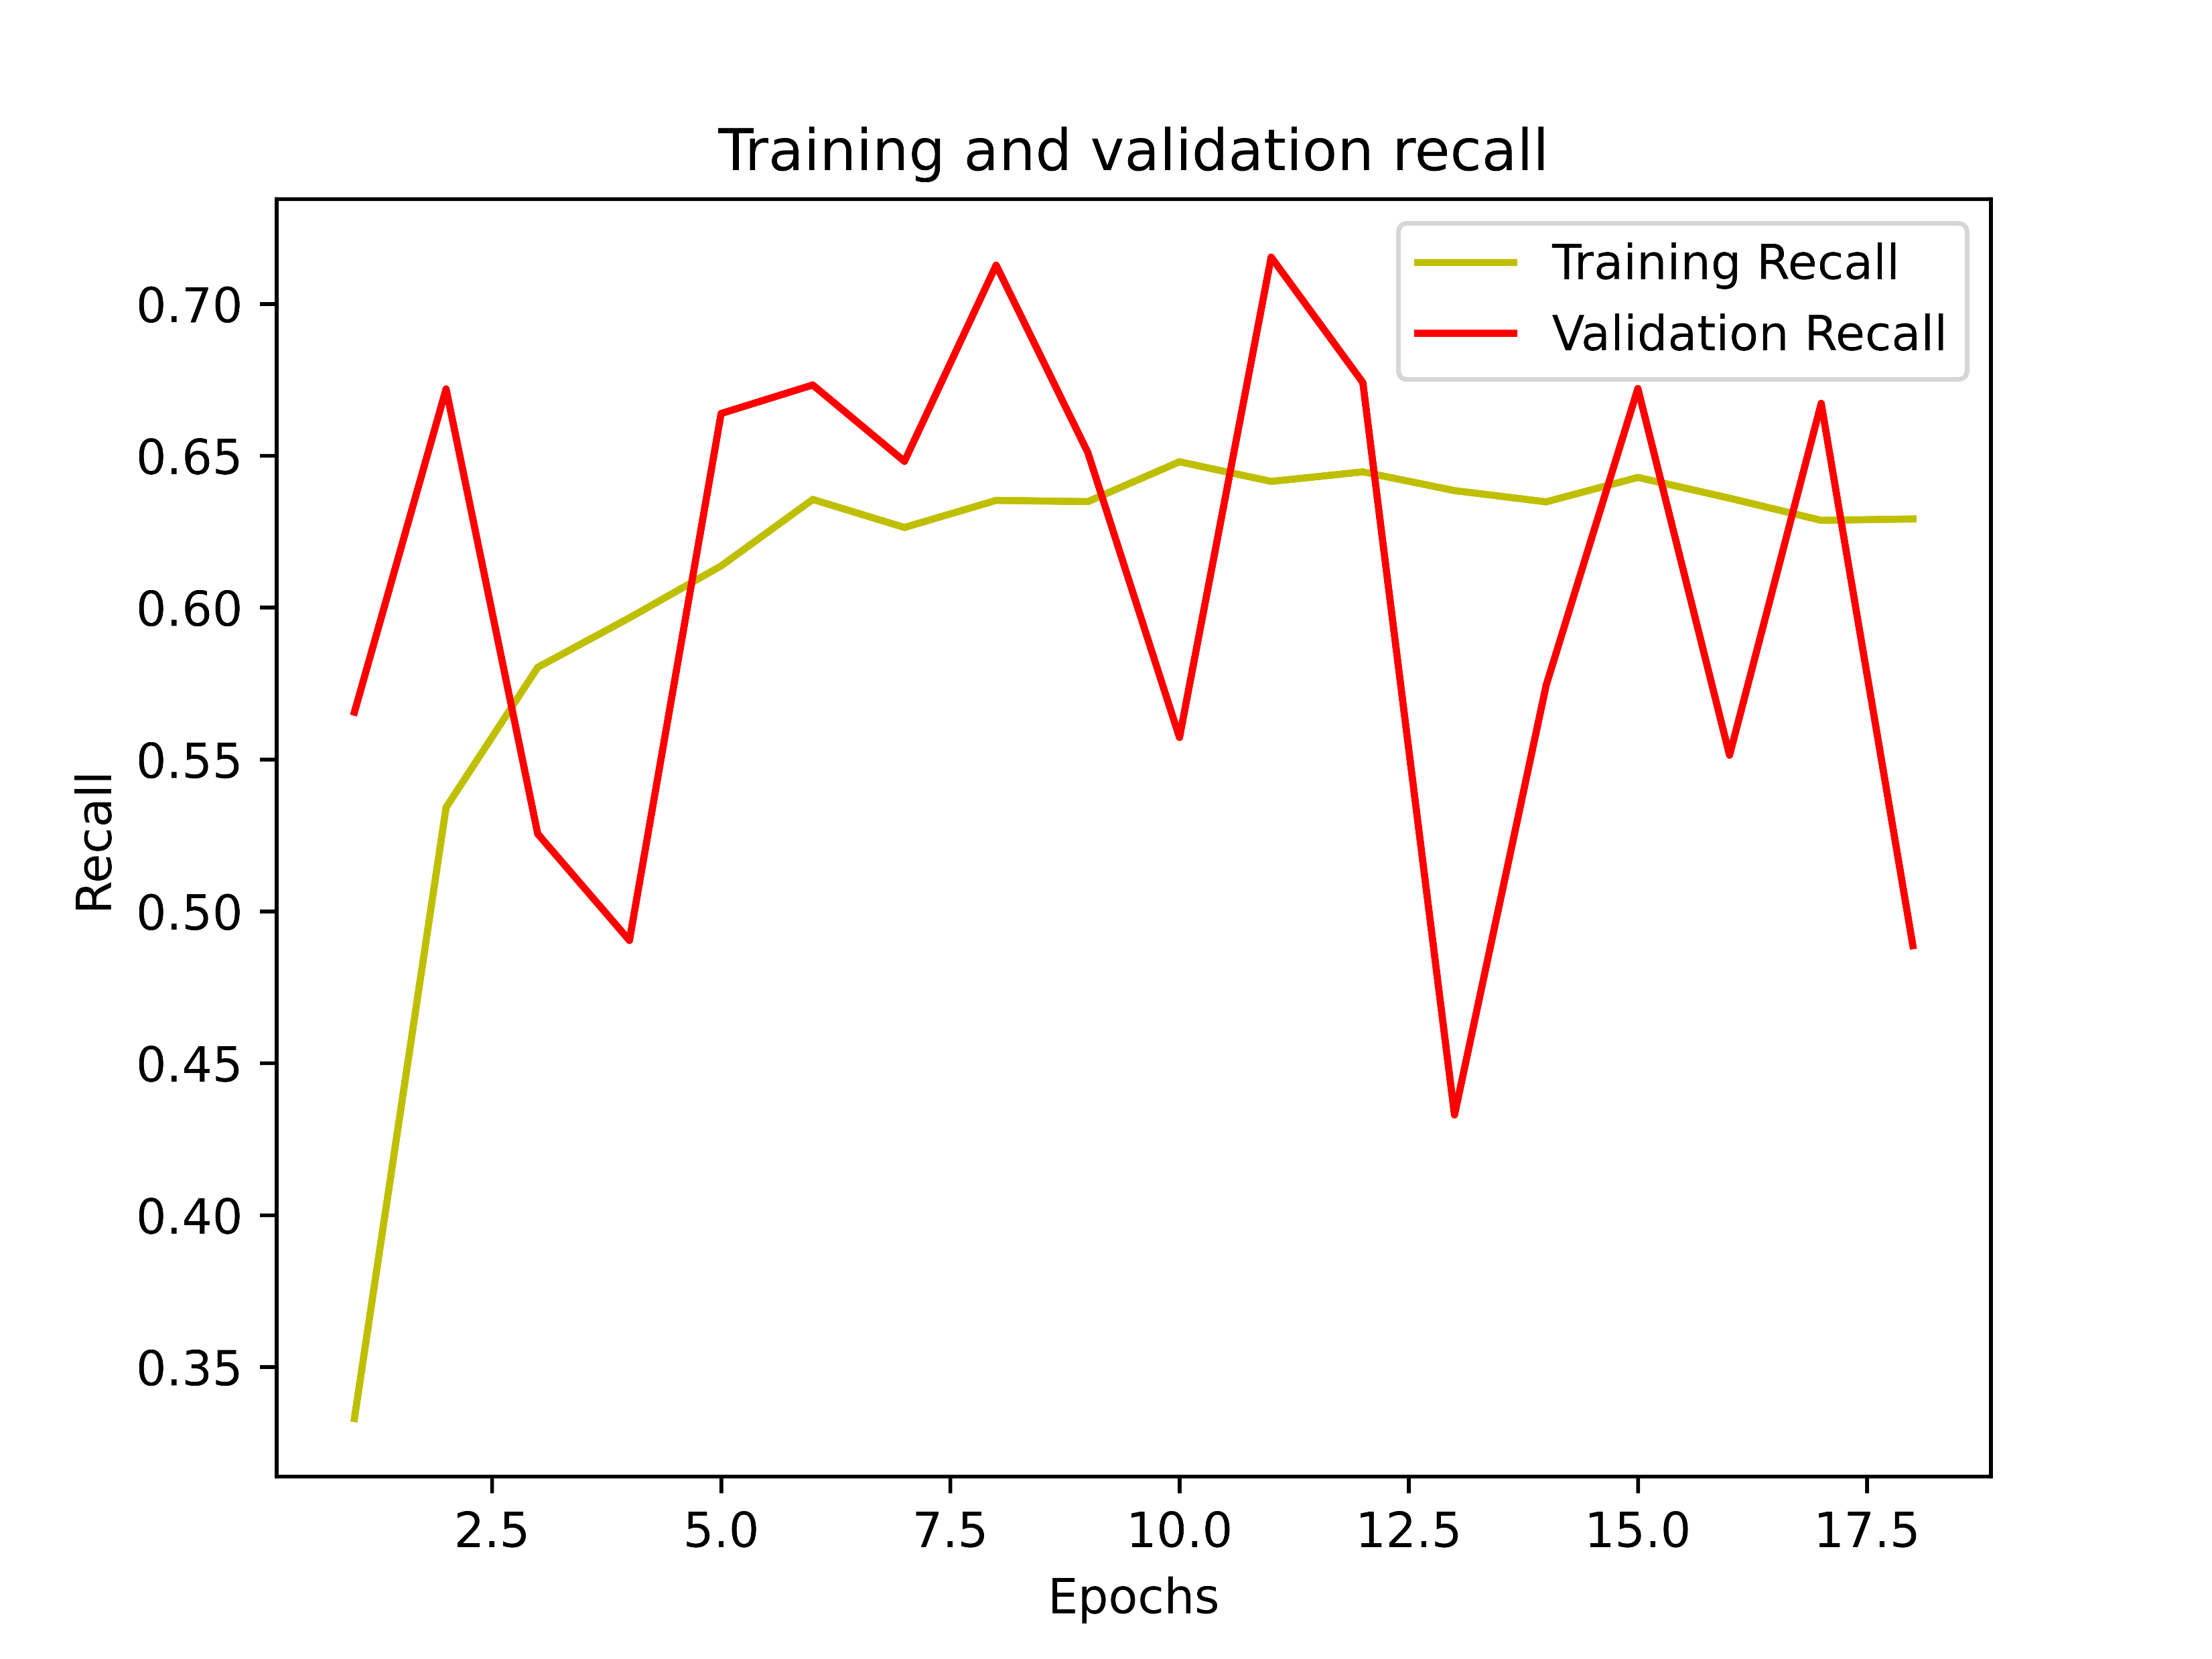 Training and validation recall
Training Recall
Validation Recall
Recall
0.70
0.65
0.60
0.55
0.50
0.45
0.40
0.35
2.5 5.0 7.5 10.0 12.5 15.0 17.5
Epochs